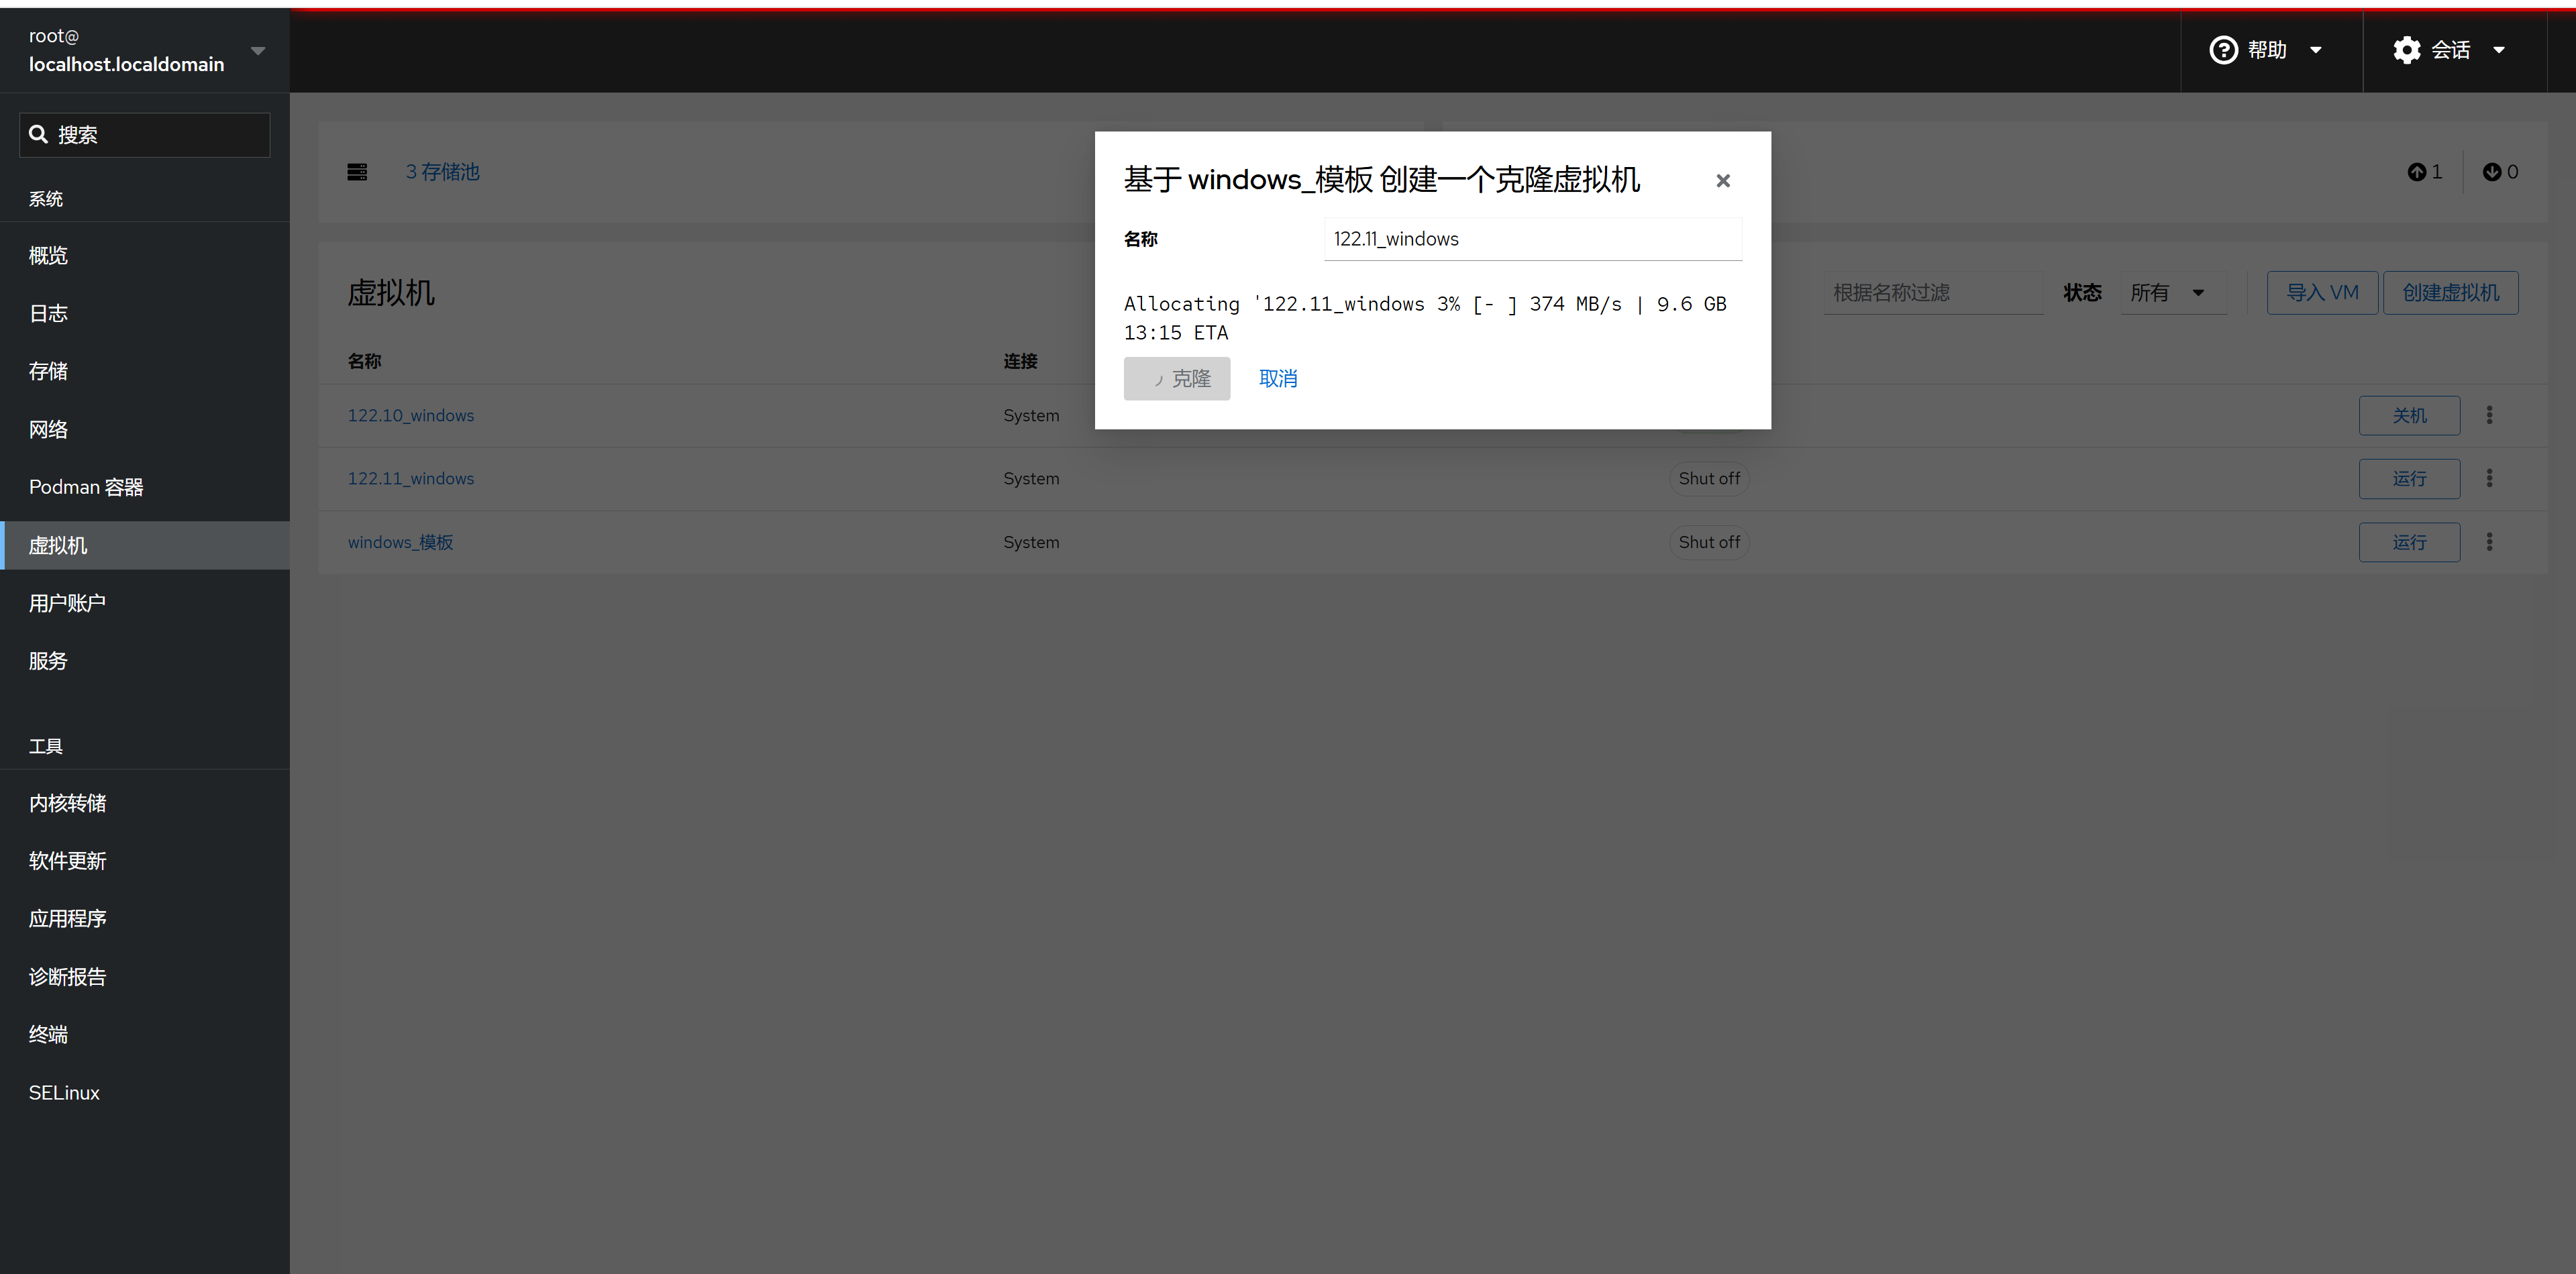 root@
localhost.localdomain
帮助
会话
搜索
系统
概览
日志
存储
网络
Podman 容器
虚拟机
用户账户
服务
工具
内核转储
软件更新
应用程序
诊断报告
终端
SELinux
3 存储池
1
0
虚拟机
根据名称过滤
状态
所有
导入 VM
创建虚拟机
名称
连接
122.10_windows
System
关机
122.11_windows
System
Shut off
运行
windows_模板
System
Shut off
运行
基于 windows_模板 创建一个克隆虚拟机
名称
122.11_windows
Allocating '122.11_windows 3% [- ] 374 MB/s | 9.6 GB
13:15 ETA
克隆
取消